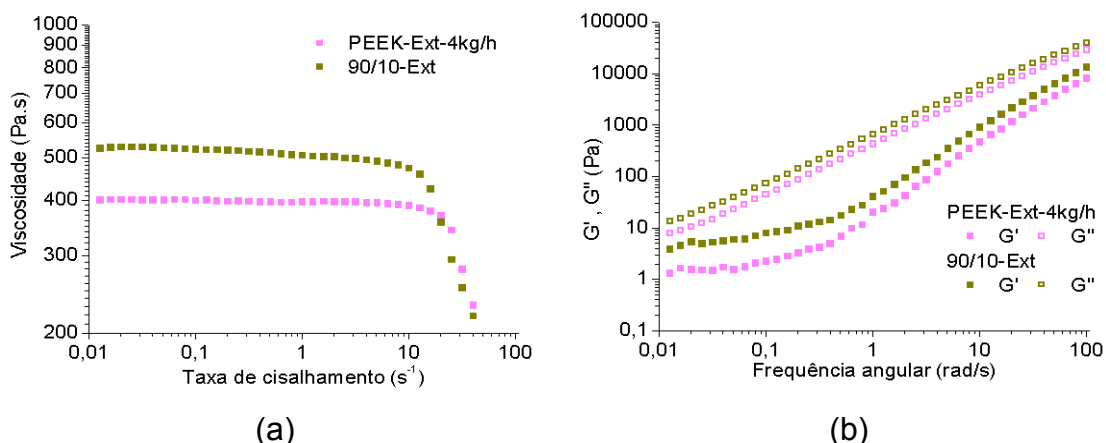 1000
900
800
700
600
500
400
300
200
Viscosidade (Pa.s)
PEEK-Ext-4kg/h
90/10-Ext
0,01 0,1 1 10 100
Taxa de cisalhamento (s⁻¹)
(a)
100000
10000
1000
100
10
1
0,1
G' , G'' (Pa)
PEEK-Ext-4kg/h
G' G''
90/10-Ext
G' G''
0,01 0,1 1 10 100
Frequência angular (rad/s)
(b)